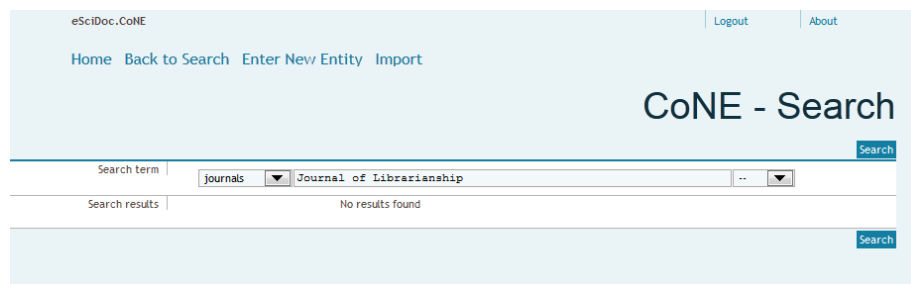 eSciDoc.CoNE Logout About
Home Back to Search Enter New Entity Import
CoNE - Search
Search
Search term journals Journal of Librarianship --
Search results No results found
Search